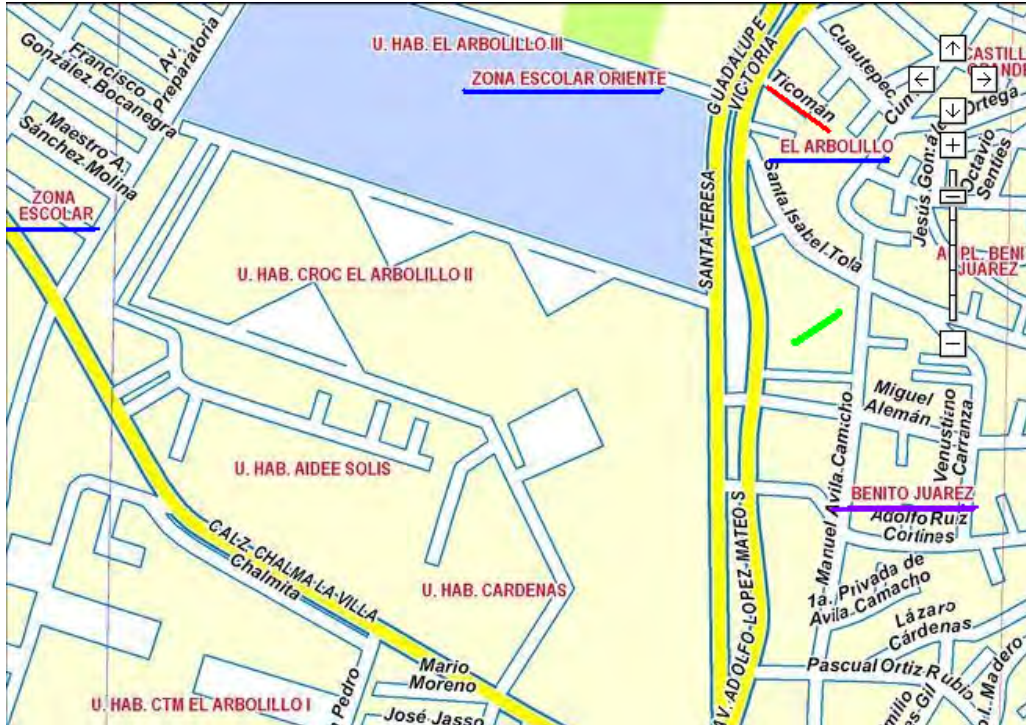 U. HAB. EL ARBOLILLO III
ZONA ESCOLAR ORIENTE
Av.
Preparatoria
Francisco
González Bocanegra
Maestro A.
Sánchez Molina
ZONA
ESCOLAR
GUADALUPE
VICTORIA
SANTA TERESA
Ticomán
Cuautepec
EL ARBOLILLO
Santa Isabel Tola
Ortega
Octavio
Senties
U. HAB. CROC EL ARBOLILLO II
Miguel
Alemán
Venustiano
Carranza
Manuel Avila Camacho
U. HAB. AIDEE SOLIS
BENITO JUAREZ
Adolfo Ruiz
Cortines
CALZ CHALMA LA VILLA
Chalmita
U. HAB. CARDENAS
1a. Privada de
Avila Camacho
Lázaro
Cárdenas
AV. ADOLFO LOPEZ MATEOS
Pascual Ortiz Rubio
I. Madero
Mario
Moreno
José Jasso
Pedro
U. HAB. CTM EL ARBOLILLO I